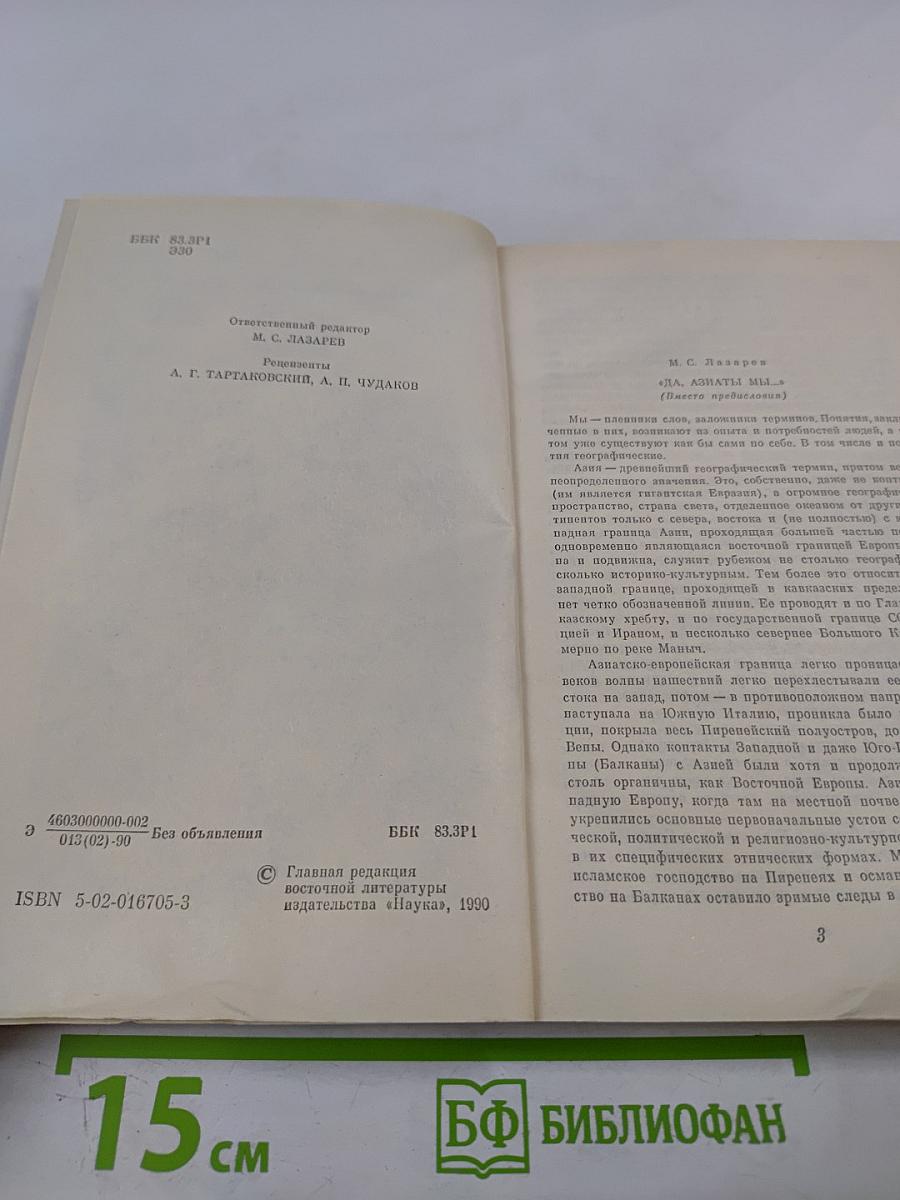 ББК 83.3Р1
Э30
Ответственный редактор
М. С. ЛАЗАРЕВ
Рецензенты
А. Г. ТАРТАКОВСКИЙ, А. П. ЧУДАКОВ
Э 4603000000-002 Без объявления ББК 83.3Р1
013(02)-90
ISBN 5-02-016705-3
© Главная редакция
восточной литературы
издательства «Наука», 1990
М. С. Лазарев
«ДА, АЗИАТЫ МЫ...»
(Вместо предисловия)
Мы — пленники слов, заложники терминов. Понятия,
ченные в них, возникают из опыта и потребностей людей, а
том уже существуют как бы сами по себе. В том числе и
тия географические.
Азия — древнейший географический термин, притом
неопределенного значения. Это, собственно, даже не
(им является гигантская Евразия), а огромное
пространство, страна света, отделенное океаном от
тинентов только с севера, востока и (не полностью) с
падная граница Азии, проходящая большей частью
одновременно являющаяся восточной границей
на и подвижна, служит рубежом не столько
сколько историко-культурным. Тем более это
западной границе, проходящей в кавказских
нет четко обозначенной линии. Ее проводят и по
казскому хребту, и по государственной границе
цией и Ираном, и несколько севернее Большого
мерно по реке Маныч.
Азиатско-европейская граница легко
веков волны нашествий легко перехлестывали
стока на запад, потом — в противоположном
наступала на Южную Италию, проникла было
ции, покрыла весь Пиренейский полуостров,
Вены. Однако контакты Западной и даже
ны (Балканы) с Азией были хотя и
столь органичны, как Восточной Европы.
падную Европу, когда там на местной почве
укрепились основные первоначальные устои
ческой, политической и
в их специфических этнических формах.
исламское господство на Пиренеях и
ство на Балканах оставило зримые следы в
3
15 см
БФ БИБЛИОФАН